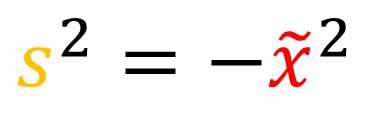 s² = −x̃²